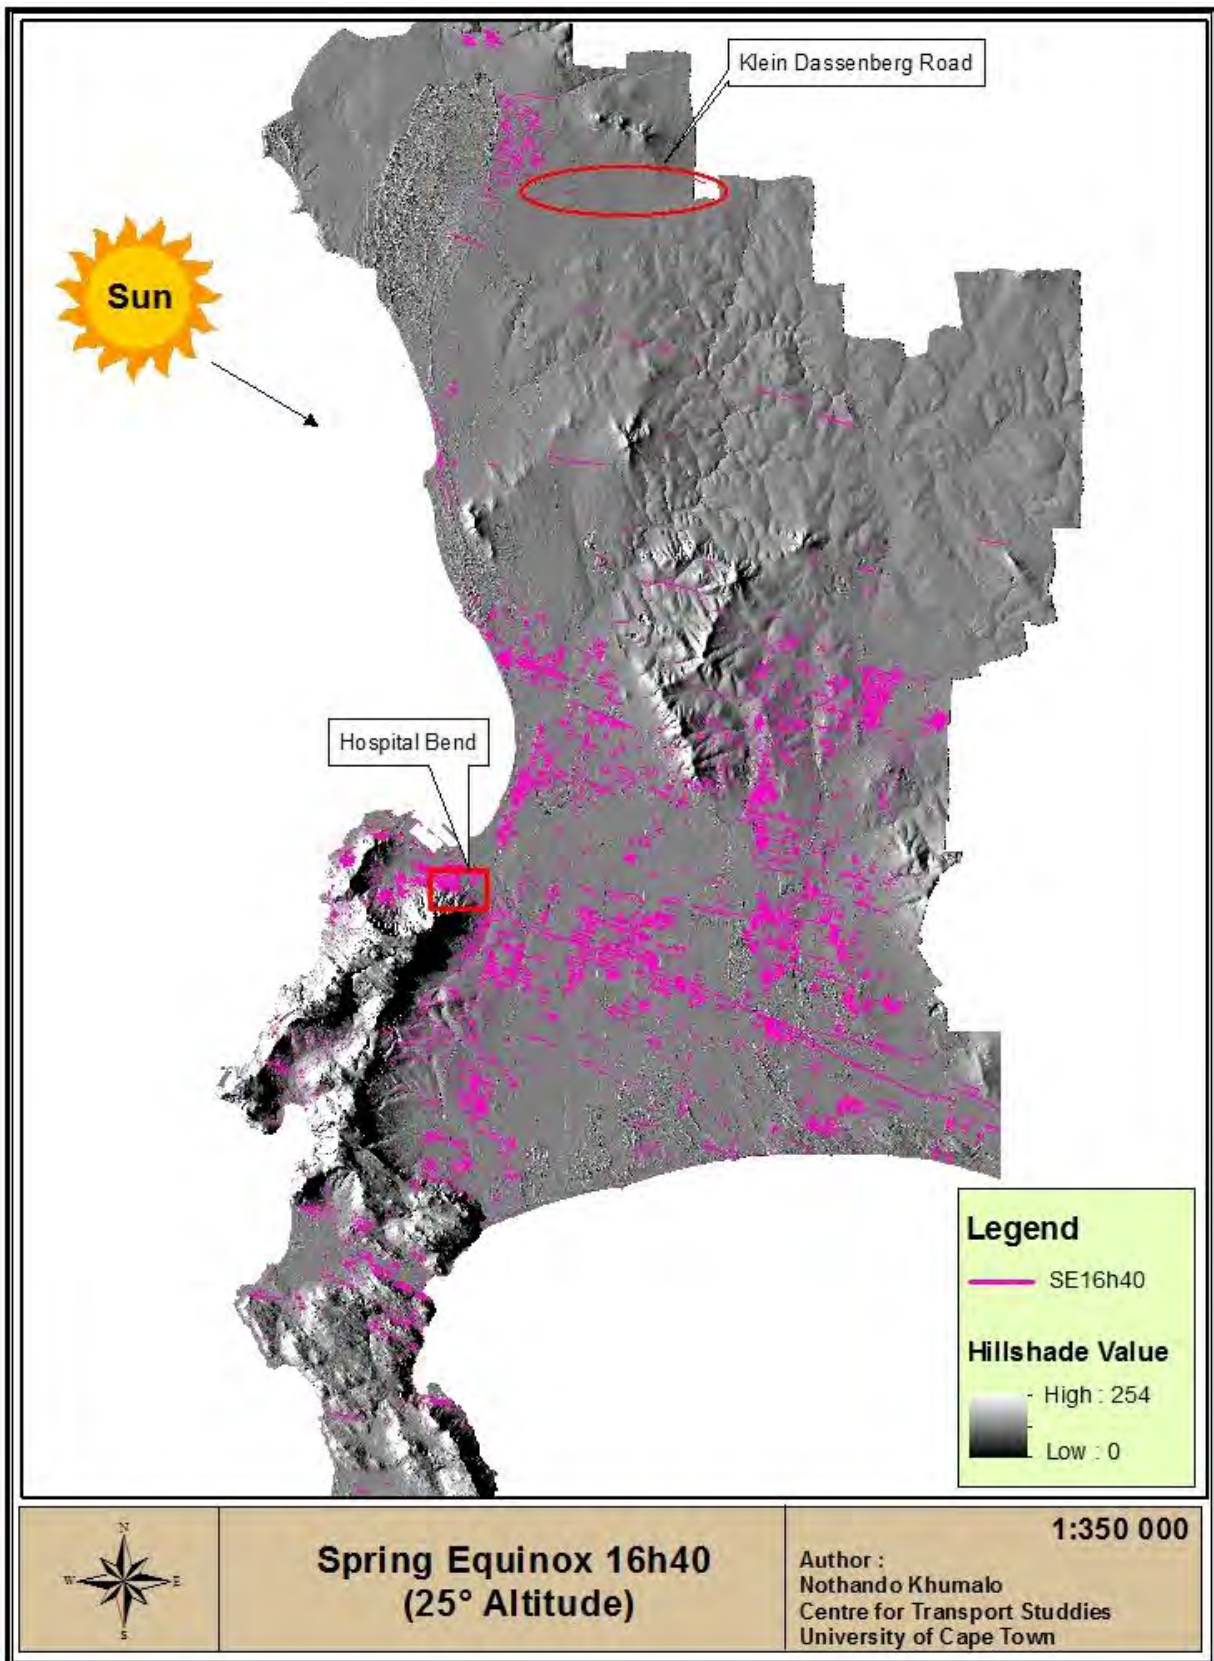 Klein Dassenberg Road
Sun
Hospital Bend
Legend
SE16h40
Hillshade Value
High : 254
Low : 0
N
W
E
S
Spring Equinox 16h40
(25° Altitude)
1:350 000
Author :
Nothando Khumalo
Centre for Transport Studdies
University of Cape Town